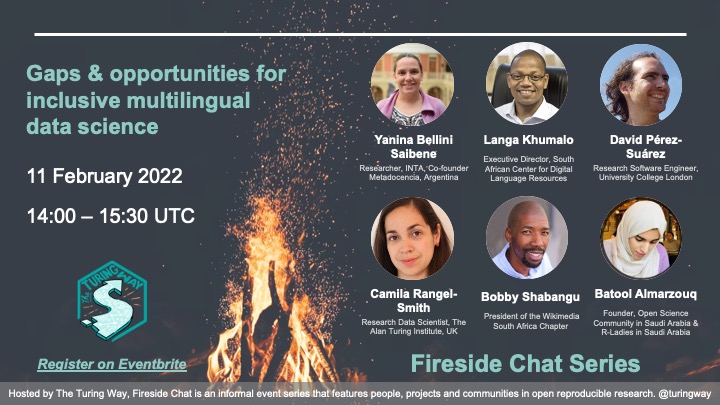 Gaps & opportunities for
inclusive multilingual
data science
11 February 2022
14:00 – 15:30 UTC
The TURING WAY
Register on Eventbrite
Yanina Bellini
Saibene
Researcher, INTA, Co-founder
Metadocencia, Argentina
Langa Khumalo
Executive Director, South
African Center for Digital
Language Resources
David Pérez-
Suárez
Research Software Engineer,
University College London
Camila Rangel-
Smith
Research Data Scientist, The
Alan Turing Institute, UK
Bobby Shabangu
President of the Wikimedia
South Africa Chapter
Batool Almarzouq
Founder, Open Science
Community in Saudi Arabia &
R-Ladies in Saudi Arabia
Fireside Chat Series
Hosted by The Turing Way, Fireside Chat is an informal event series that features people, projects and communities in open reproducible research. @turingway